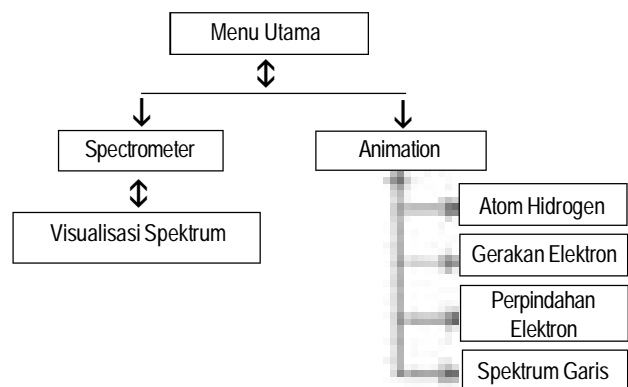 Menu Utama
Spectrometer
Animation
Visualisasi Spektrum
Atom Hidrogen
Gerakan Elektron
Perpindahan
Elektron
Spektrum Garis